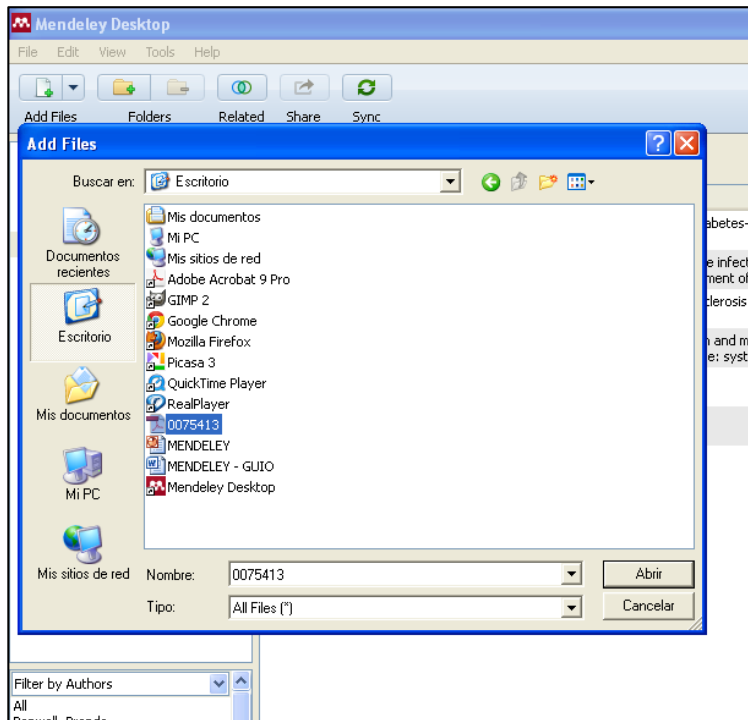 Mendeley Desktop
File Edit View Tools Help
Add Files Folders Related Share Sync
Add Files
Buscar en: Escritorio
Documentos recientes
Escritorio
Mis documentos
Mi PC
Mis sitios de red
Mis documentos
Mi PC
Mis sitios de red
Adobe Acrobat 9 Pro
GIMP 2
Google Chrome
Mozilla Firefox
Picasa 3
QuickTime Player
RealPlayer
0075413
MENDELEY
MENDELEY - GUIO
Mendeley Desktop
Nombre: 0075413 Abrir
Tipo: All Files (*) Cancelar
abetes-
e infect
ment of
clerosis
n and m
e: syst
Filter by Authors
All